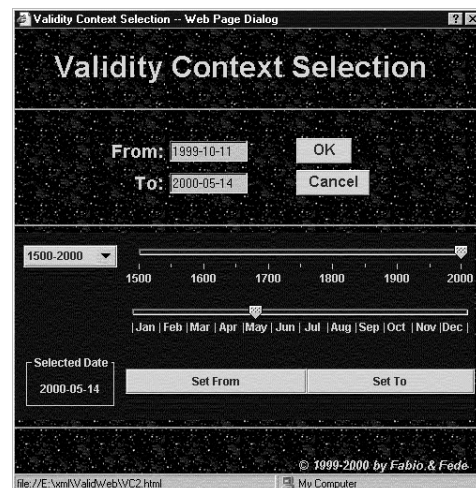 Validity Context Selection -- Web Page Dialog
Validity Context Selection
From: 1999-10-11 OK
To: 2000-05-14 Cancel
1500-2000
1500 1600 1700 1800 1900 2000
|Jan |Feb |Mar |Apr |May |Jun |Jul |Aug |Sep |Oct |Nov |Dec |
Selected Date
2000-05-14 Set From Set To
© 1999-2000 by Fabio & Fede
file://E:\xml\ValidWeb\VC2.html My Computer